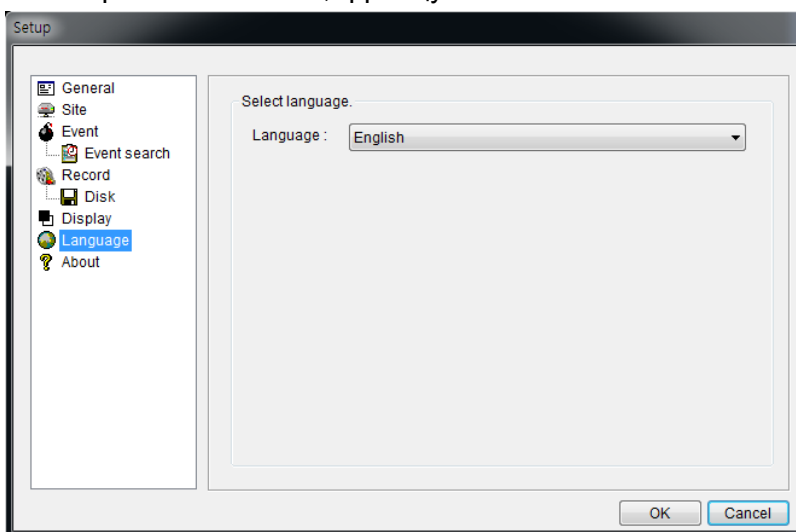 Setup
General
Site
Event
Event search
Record
Disk
Display
Language
About
Select language.
Language :
English
OK
Cancel